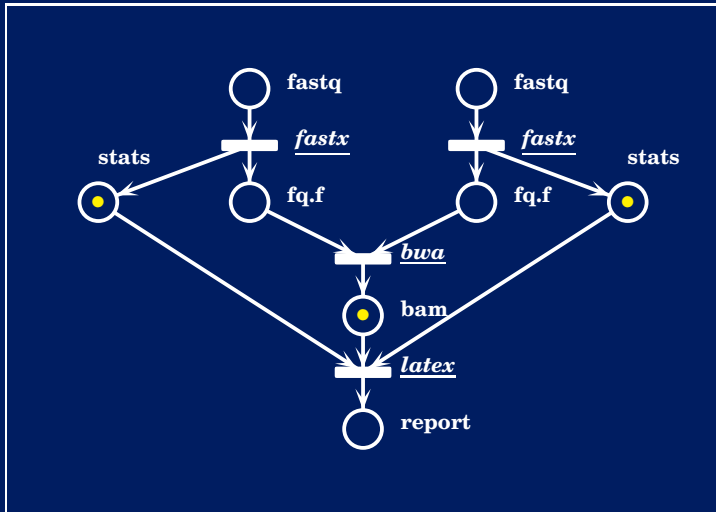 fastq fastq
fastx fastx
stats stats
fq.f fq.f
bwa
bam
latex
report